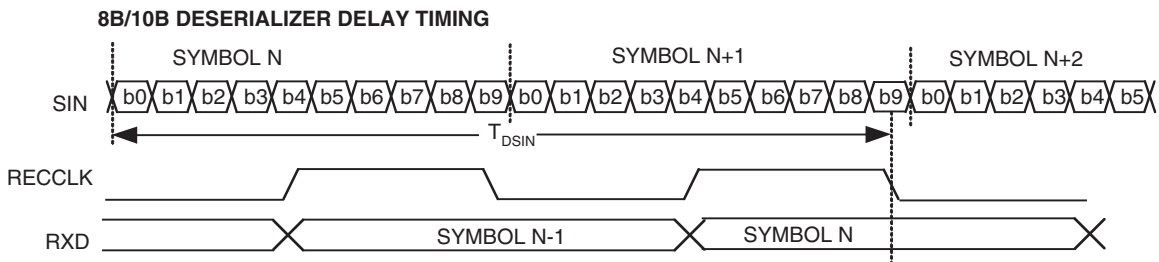 8B/10B DESERIALIZER DELAY TIMING
SYMBOL N SYMBOL N+1 SYMBOL N+2
SIN b0 b1 b2 b3 b4 b5 b6 b7 b8 b9 b0 b1 b2 b3 b4 b5 b6 b7 b8 b9 b0 b1 b2 b3 b4 b5
TDSIN
RECCLK
RXD SYMBOL N-1 SYMBOL N